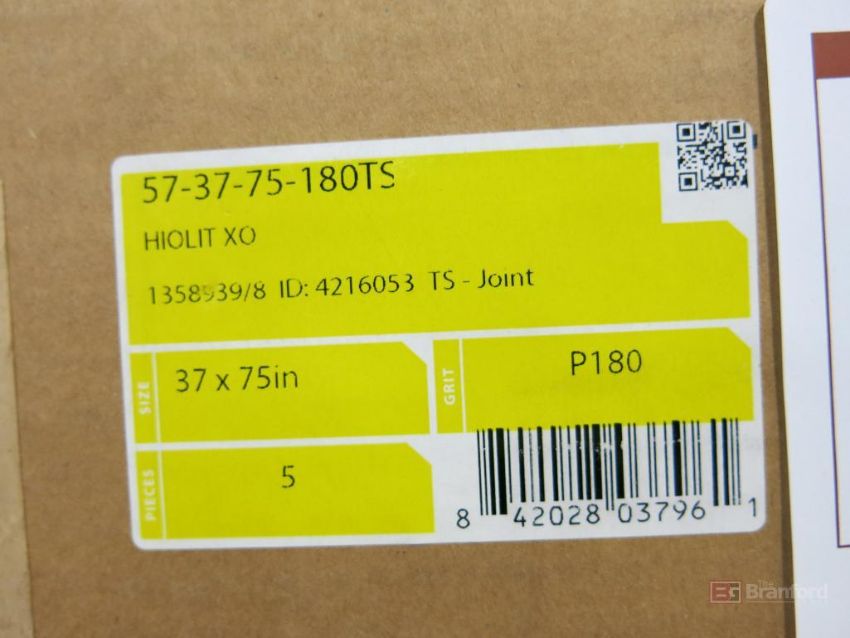 57-37-75-180TS
HIOLIT XO
1358939/8 ID: 4216053 TS - Joint
SIZE
37 x 75in
GRIT
P180
PIECES
5
8 42028 03796 1
The Branford